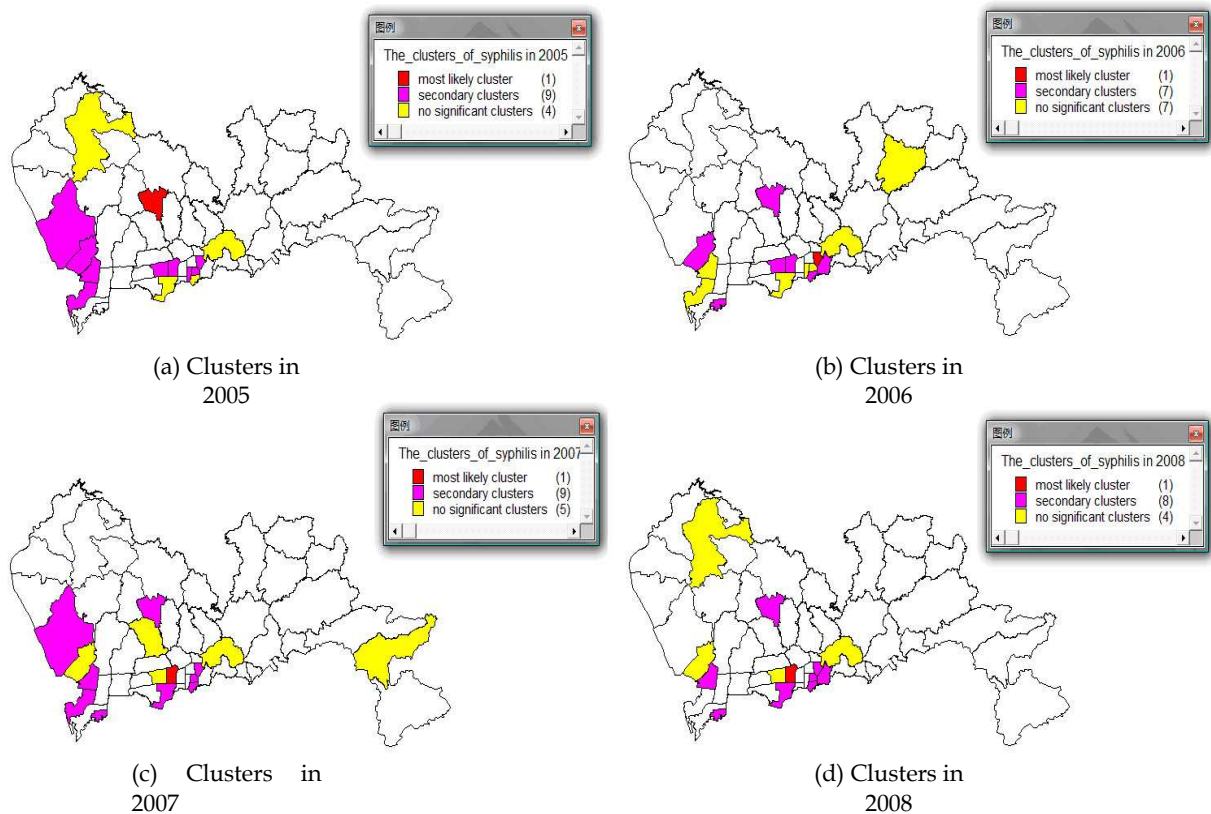 图例
The_clusters_of_syphilis in 2005
most likely cluster (1)
secondary clusters (9)
no significant clusters (4)
(a) Clusters in
2005
图例
The_clusters_of_syphilis in 2006
most likely cluster (1)
secondary clusters (7)
no significant clusters (7)
(b) Clusters in
2006
图例
The_clusters_of_syphilis in 2007
most likely cluster (1)
secondary clusters (9)
no significant clusters (5)
(c) Clusters in
2007
图例
The_clusters_of_syphilis in 2008
most likely cluster (1)
secondary clusters (8)
no significant clusters (4)
(d) Clusters in
2008